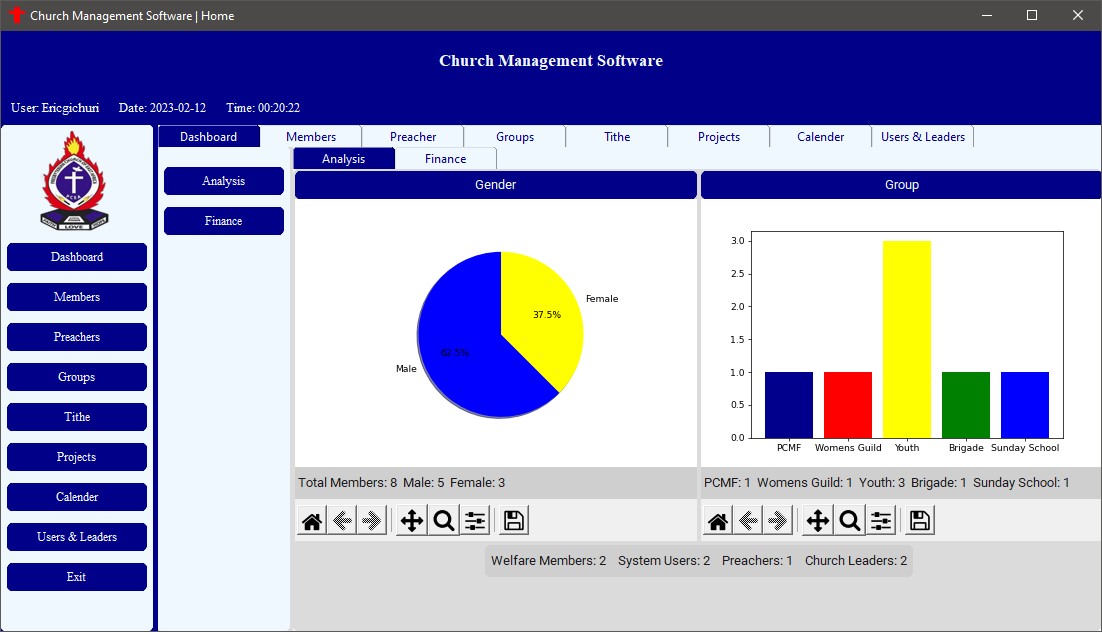 Church Management Software | Home
Church Management Software
User: Ericgichuri Date: 2023-02-12 Time: 00:20:22
Dashboard Members Preacher Groups Tithe Projects Calender Users & Leaders
Analysis Finance
LOVE
Dashboard
Members
Preachers
Groups
Tithe
Projects
Calender
Users & Leaders
Exit
Analysis
Finance
Gender
Female
37.5%
62.5%
Male
Total Members: 8 Male: 5 Female: 3
Group
3.0
2.5
2.0
1.5
1.0
0.5
0.0
PCMF Womens Guild Youth Brigade Sunday School
PCMF: 1 Womens Guild: 1 Youth: 3 Brigade: 1 Sunday School: 1
Welfare Members: 2 System Users: 2 Preachers: 1 Church Leaders: 2